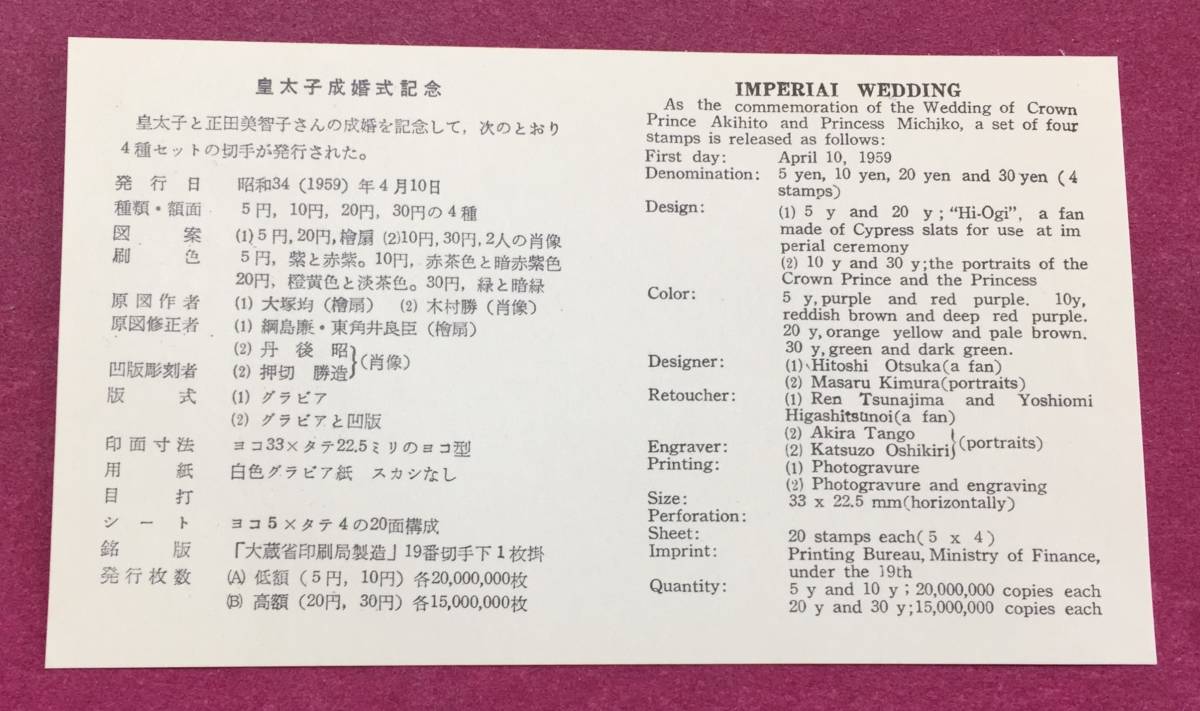 皇太子成婚式記念
皇太子と正田美智子さんの成婚を記念して，次のとおり
4種セットの切手が発行された。
発行日　昭和34（1959）年4月10日
種類・額面　5円，10円，20円，30円の4種
図案　(1)5円，20円，檜扇 (2)10円，30円，2人の肖像
刷色　5円，紫と赤紫。10円，赤茶色と暗赤紫色
20円，橙黄色と淡茶色。30円，緑と暗緑
原図作者　(1) 大塚均（檜扇）　(2) 木村勝（肖像）
原図修正者　(1) 綱島廉・東角井良臣（檜扇）
(2) 丹後昭
凹版彫刻者　(2) 押切　勝造}(肖像)
版式　(1) グラビア
(2) グラビアと凹版
印面寸法　ヨコ33×タテ22.5ミリのヨコ型
用紙　白色グラビア紙　スカシなし
目打
シート　ヨコ5×タテ4の20面構成
銘版　「大蔵省印刷局製造」19番切手下1枚掛
発行枚数　(A) 低額（5円，10円）各20,000,000枚
(B) 高額（20円，30円）各15,000,000枚
IMPERIAI WEDDING
As the commemoration of the Wedding of Crown
Prince Akihito and Princess Michiko, a set of four
stamps is released as follows:
First day: April 10, 1959
Denomination: 5 yen, 10 yen, 20 yen and 30 yen (4
stamps)
Design: (1) 5 y and 20 y; "Hi-Ogi", a fan
made of Cypress slats for use at im
perial ceremony
(2) 10 y and 30 y;the portraits of the
Crown Prince and the Princess
Color: 5 y,purple and red purple. 10y,
reddish brown and deep red purple.
20 y,orange yellow and pale brown.
30 y,green and dark green.
Designer: (1) Hitoshi Otsuka(a fan)
(2) Masaru Kimura(portraits)
Retoucher: (1) Ren Tsunajima and Yoshiomi
Higashitsunoi(a fan)
(2) Akira Tango
Engraver: (2) Katsuzo Oshikiri}(portraits)
Printing: (1) Photogravure
(2) Photogravure and engraving
Size: 33 x 22.5 mm(horizontally)
Perforation:
Sheet: 20 stamps each(5 x 4)
Imprint: Printing Bureau, Ministry of Finance,
under the 19th
Quantity: 5 y and 10 y; 20,000,000 copies each
20 y and 30 y;15,000,000 copies each